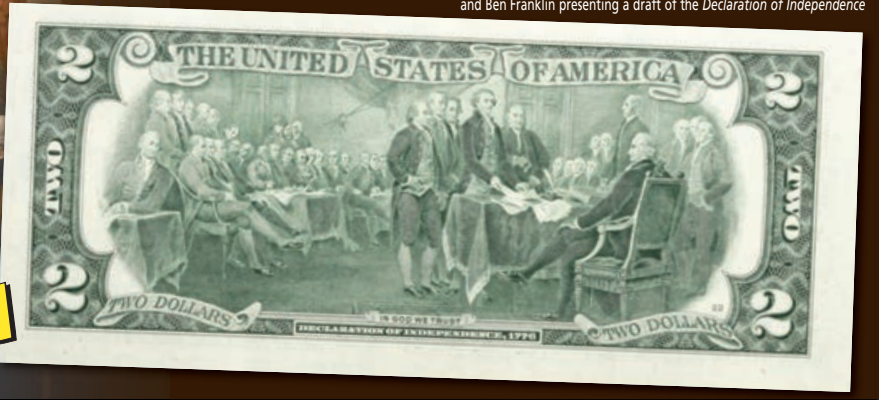 and Ben Franklin presenting a draft of the Declaration of Independence
2 THE UNITED STATES OF AMERICA 2
TWO TWO
2 TWO DOLLARS IN GOD WE TRUST TWO DOLLARS 2
DECLARATION OF INDEPENDENCE, 1776